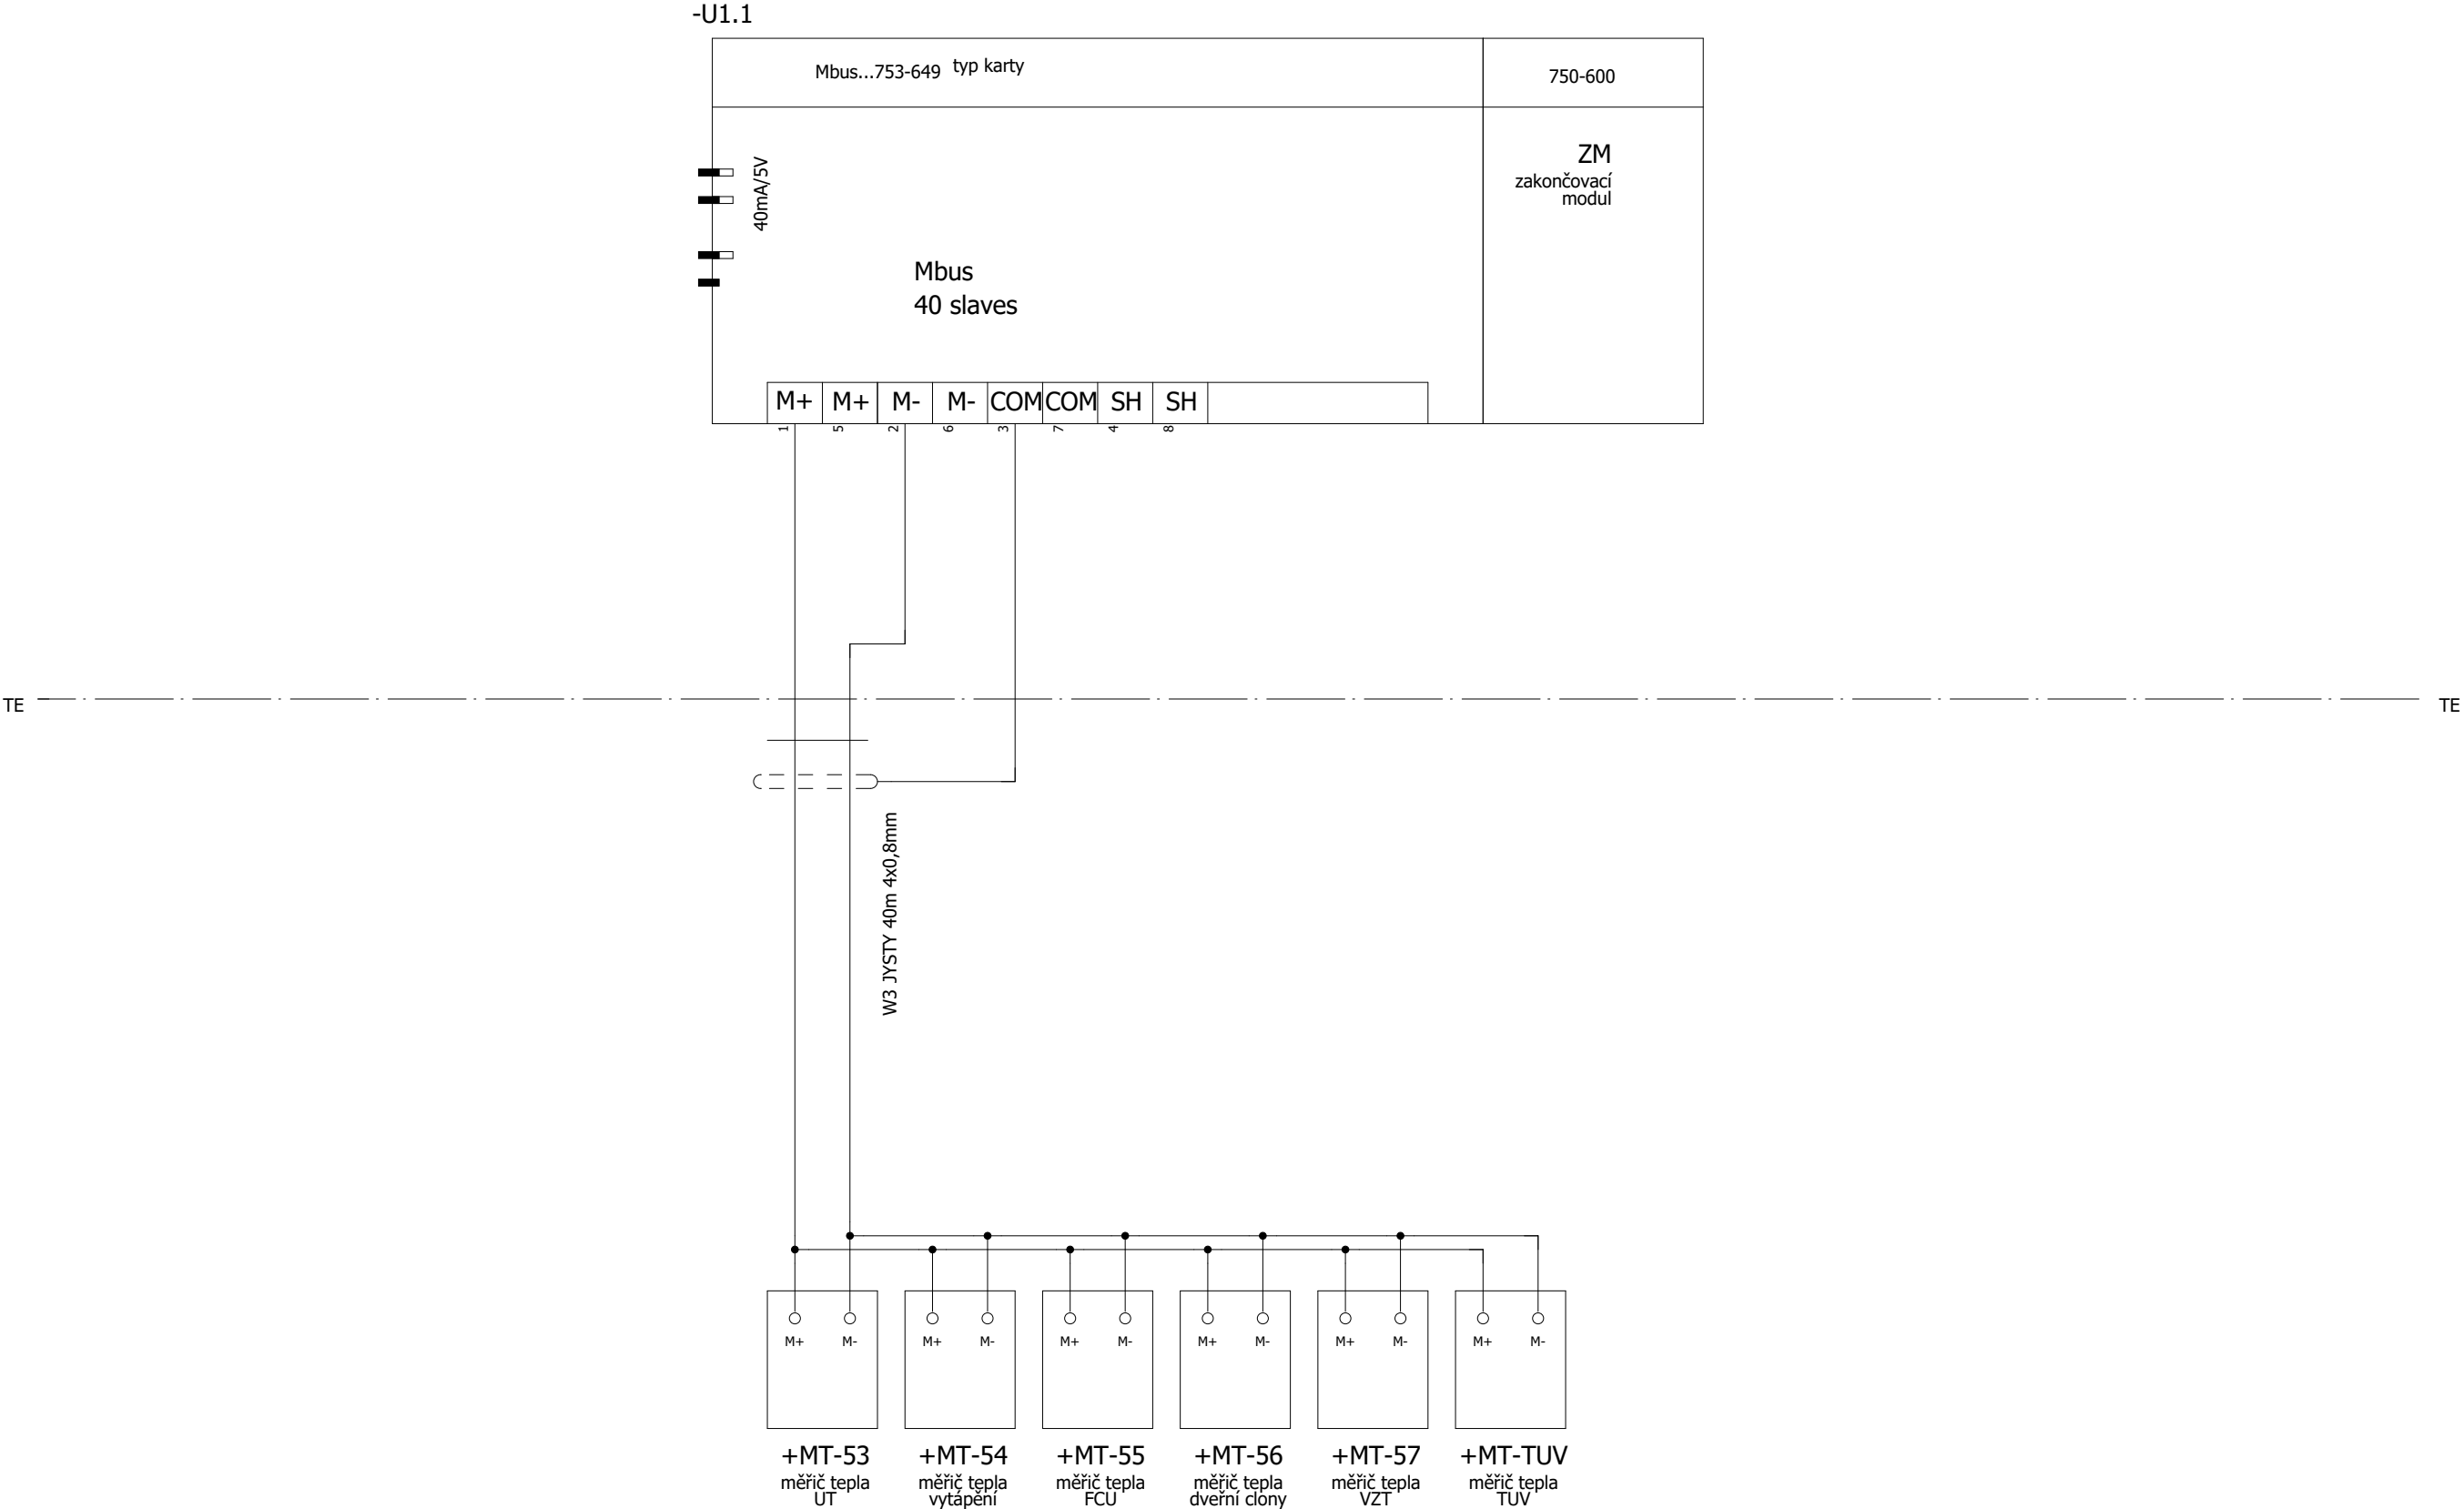 -U1.1
Mbus...753-649 typ karty
750-600
ZM
zakončovací
modul
40mA/5V
Mbus
40 slaves
M+ M+ M- M- COM COM SH SH
1 5 2 6 3 7 4 8
TE TE
W3 JYSTY 40m 4x0,8mm
M+ M- M+ M- M+ M- M+ M- M+ M- M+ M-
+MT-53
měřič tepla
UT
+MT-54
měřič tepla
vytápění
+MT-55
měřič tepla
FCU
+MT-56
měřič tepla
dveřní clony
+MT-57
měřič tepla
VZT
+MT-TUV
měřič tepla
TUV